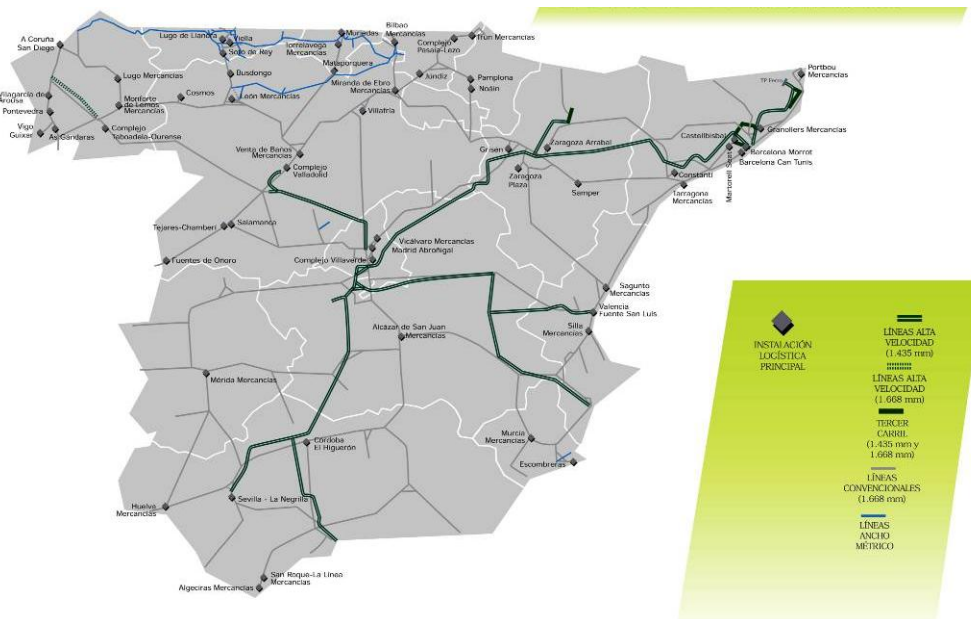 A Coruña
San Diego
Lugo de Llanera
Viella
Soto de Rey
Torrelavega
Mercancías
Muriedas
Bilbao
Mercancías
Complejo
Pasaia-Lezo
Irún Mercancías
Mataporquera
Lugo Mercancías
Busdongo
Miranda de Ebro
Mercancías
Júndiz
Pamplona
Noáin
Portbou
Mercancías
Vilagarcía de
Arousa
Pontevedra
Vigo
Guixar
As Gándaras
Monforte
de Lemos
Mercancías
Cosmos
León Mercancías
Villafría
Complejo
Taboadela-Ourense
Venta de Baños
Mercancías
Complejo
Valladolid
Grisén
Zaragoza Arrabal
Zaragoza
Plaza
Samper
Castellbisbal
Granollers Mercancías
Martorell Seat
Barcelona Morrot
Barcelona Can Tunis
Constantí
Tarragona
Mercancías
Tejares-Chamberí
Salamanca
Fuentes de Onoro
Vicálvaro Mercancías
Madrid Abroñigal
Complejo Villaverde
Sagunto
Mercancías
Valencia
Fuente San Luis
Silla
Mercancías
Alcázar de San Juan
Mercancías
Mérida Mercancías
Murcia
Mercancías
Escombreras
Córdoba
El Higuerón
Huelva
Mercancías
Sevilla - La Negrilla
San Roque-La Línea
Mercancías
Algeciras Mercancías
INSTALACIÓN
LOGÍSTICA
PRINCIPAL
LÍNEAS ALTA
VELOCIDAD
(1.435 mm)
LÍNEAS ALTA
VELOCIDAD
(1.668 mm)
TERCER
CARRIL
(1.435 mm y
1.668 mm)
LÍNEAS
CONVENCIONALES
(1.668 mm)
LÍNEAS
ANCHO
MÉTRICO